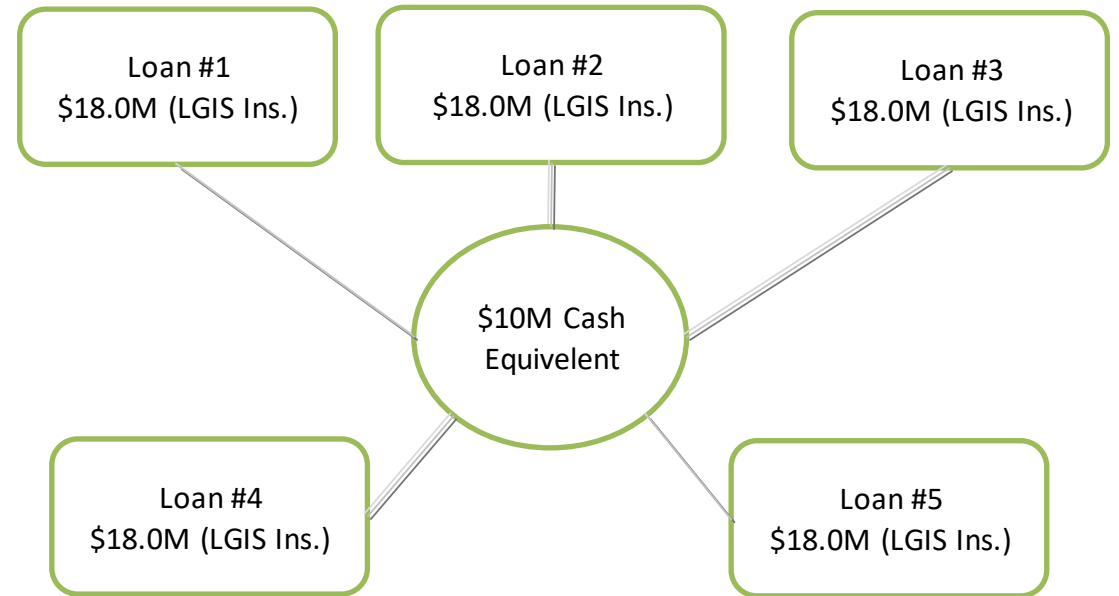 Loan #1
$18.0M (LGIS Ins.)
Loan #2
$18.0M (LGIS Ins.)
Loan #3
$18.0M (LGIS Ins.)
$10M Cash
Equivelent
Loan #4
$18.0M (LGIS Ins.)
Loan #5
$18.0M (LGIS Ins.)